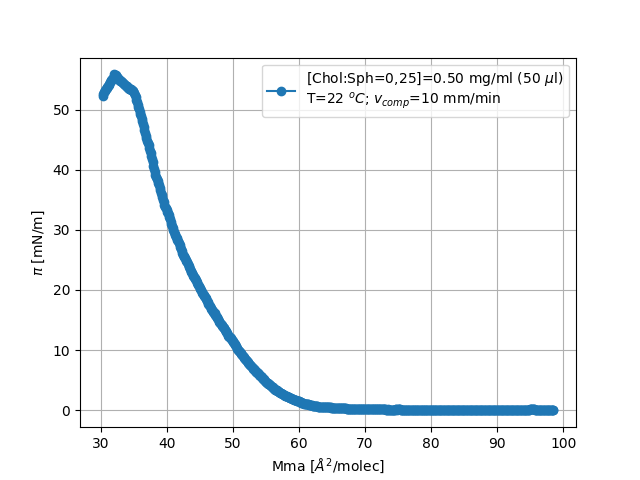 [Chol:Sph=0,25]=0.50 mg/ml (50 μl)
T=22 °C; v_comp=10 mm/min
50
40
30
20
10
0
π [mN/m]
30 40 50 60 70 80 90 100
Mma [Å²/molec]